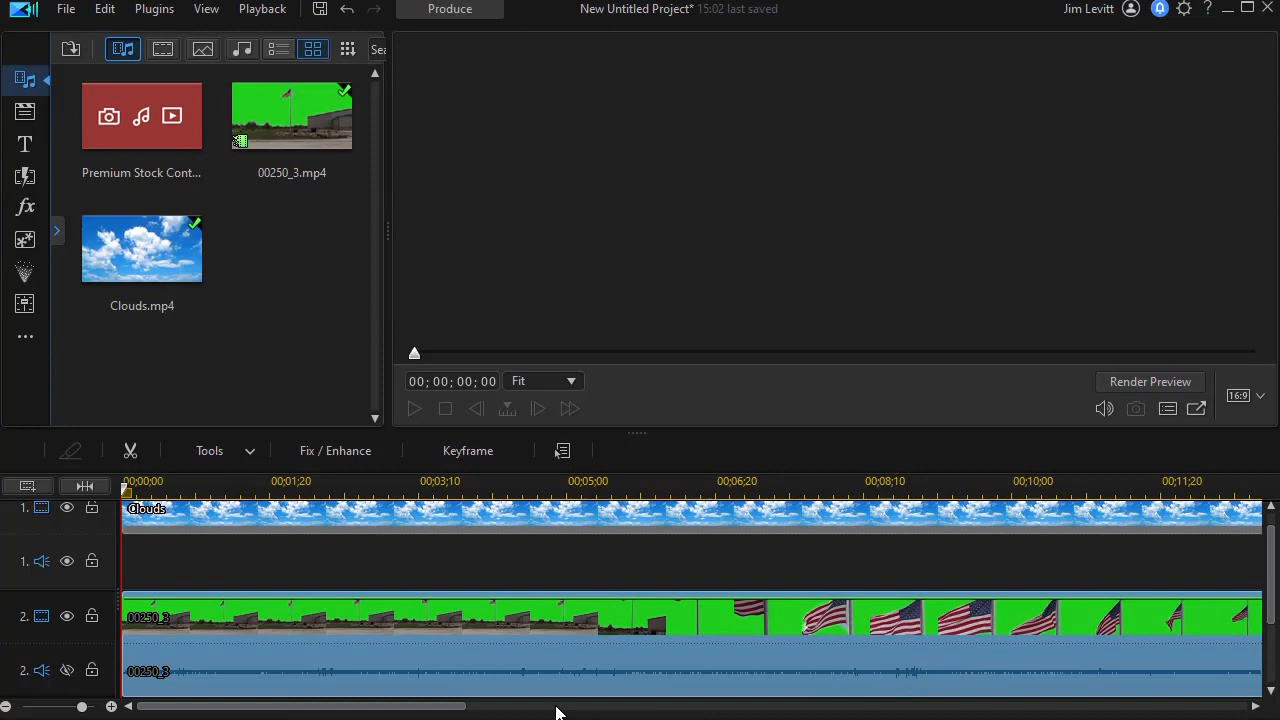 File Edit Plugins View Playback Produce New Untitled Project* 15:02 last saved Jim Levitt
Sea
Premium Stock Cont... 00250_3.mp4
Clouds.mp4
00; 00; 00; 00 Fit Render Preview
16:9
Tools Fix / Enhance Keyframe
00;00;00 00;01;20 00;03;10 00;05;00 00;06;20 00;08;10 00;10;00 00;11;20
1. Clouds
1.
2. 00250_3
2. 00250_3